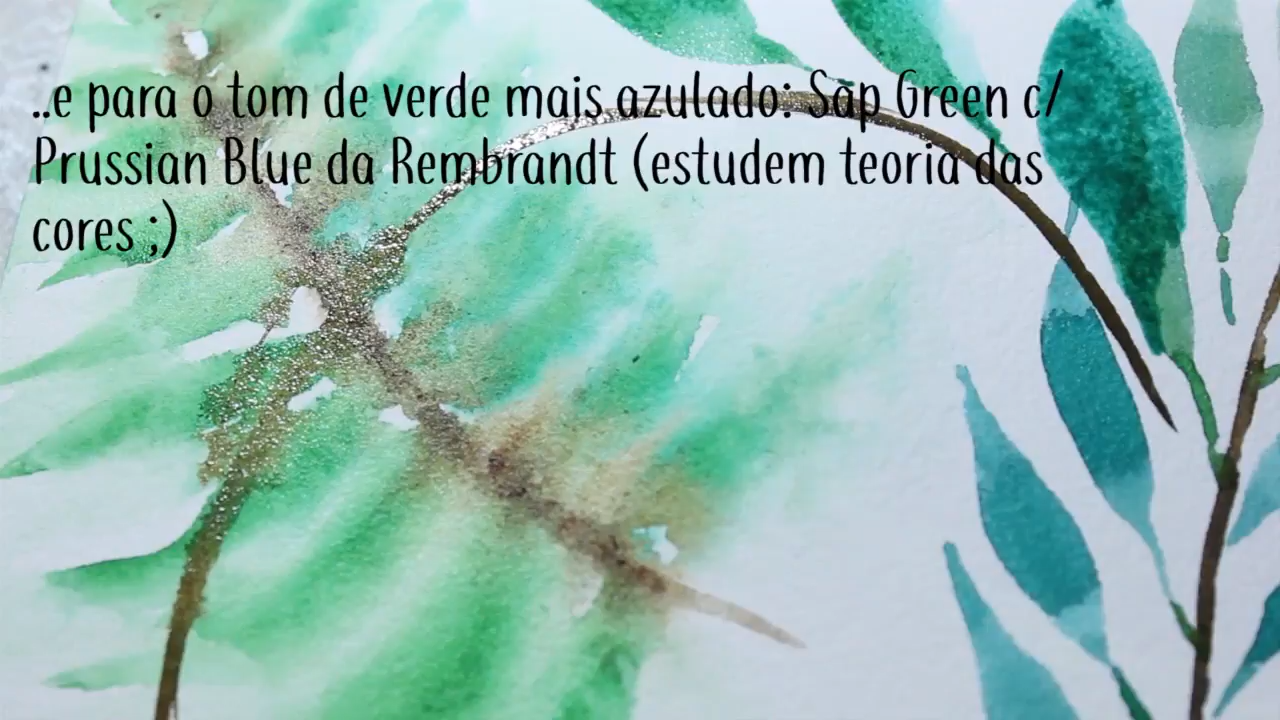 ..e para o tom de verde mais azulado: Sap Green c/
Prussian Blue da Rembrandt (estudem teoria das
cores ;)